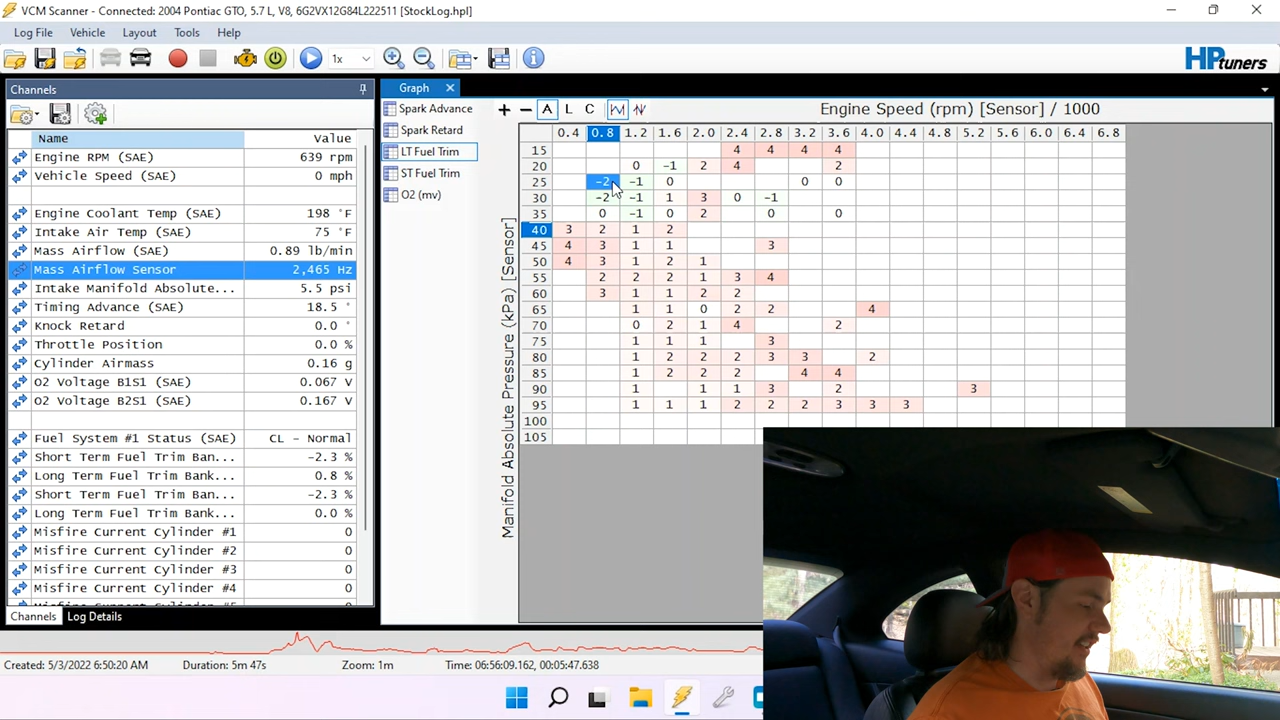 VCM Scanner - Connected: 2004 Pontiac GTO, 5.7 L, V8, 6G2VX12G84L222511 [StockLog.hpl]
Log File Vehicle Layout Tools Help
1x
HPtuners
Channels
Graph
Name Value
Engine RPM (SAE) 639 rpm
Vehicle Speed (SAE) 0 mph
Engine Coolant Temp (SAE) 198 °F
Intake Air Temp (SAE) 75 °F
Mass Airflow (SAE) 0.89 lb/min
Mass Airflow Sensor 2,465 Hz
Intake Manifold Absolute... 5.5 psi
Timing Advance (SAE) 18.5 °
Knock Retard 0.0 °
Throttle Position 0.0 %
Cylinder Airmass 0.16 g
O2 Voltage B1S1 (SAE) 0.067 V
O2 Voltage B2S1 (SAE) 0.167 V
Fuel System #1 Status (SAE) CL - Normal
Short Term Fuel Trim Ban... -2.3 %
Long Term Fuel Trim Bank... 0.8 %
Short Term Fuel Trim Ban... -2.3 %
Long Term Fuel Trim Bank... 0.0 %
Misfire Current Cylinder #1 0
Misfire Current Cylinder #2 0
Misfire Current Cylinder #3 0
Misfire Current Cylinder #4 0
Channels Log Details
Spark Advance
Spark Retard
LT Fuel Trim
ST Fuel Trim
O2 (mv)
+ - A L C
Engine Speed (rpm) [Sensor] / 1000
Manifold Absolute Pressure (kPa) [Sensor]
0.4 0.8 1.2 1.6 2.0 2.4 2.8 3.2 3.6 4.0 4.4 4.8 5.2 5.6 6.0 6.4 6.8
15 4 4 4 4
20 0 -1 2 4 2
25 -2 -1 0 0 0
30 -2 -1 1 3 0 -1
35 0 -1 0 2 0 0
40 3 2 1 2
45 4 3 1 1 3
50 4 3 1 2 1
55 2 2 2 1 3 4
60 3 1 1 2 2
65 1 1 0 2 2 4
70 0 2 1 4 2
75 1 1 1 3
80 1 2 2 2 3 3 2
85 1 2 2 2 4 4
90 1 1 1 3 2 3
95 1 1 1 2 2 2 3 3 3
100
105
Created: 5/3/2022 6:50:20 AM Duration: 5m 47s Zoom: 1m Time: 06:56:09.162, 00:05:47.638